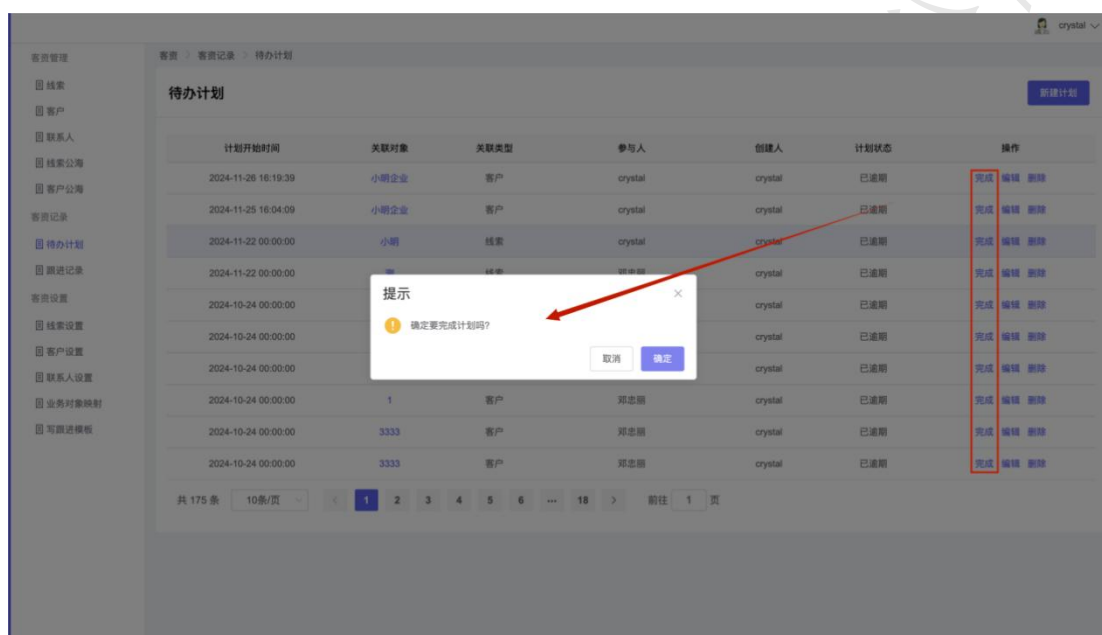 crystal
客资管理
线索
客户
联系人
线索公海
客户公海
客资记录
待办计划
跟进记录
客资设置
线索设置
客户设置
联系人设置
业务对象映射
写跟进模板
客资 > 客资记录 > 待办计划
待办计划
新建计划
计划开始时间 关联对象 关联类型 参与人 创建人 计划状态 操作
2024-11-26 16:19:39 小明企业 客户 crystal crystal 已逾期 完成 编辑 删除
2024-11-25 16:04:09 小明企业 客户 crystal crystal 已逾期 完成 编辑 删除
2024-11-22 00:00:00 小明 线索 crystal crystal 已逾期 完成 编辑 删除
2024-11-22 00:00:00 线索 邓忠丽 crystal 已逾期 完成 编辑 删除
2024-10-24 00:00:00 crystal 已逾期 完成 编辑 删除
2024-10-24 00:00:00 crystal 已逾期 完成 编辑 删除
2024-10-24 00:00:00 crystal 已逾期 完成 编辑 删除
2024-10-24 00:00:00 1 客户 邓忠丽 crystal 已逾期 完成 编辑 删除
2024-10-24 00:00:00 3333 客户 邓忠丽 crystal 已逾期 完成 编辑 删除
2024-10-24 00:00:00 3333 客户 邓忠丽 crystal 已逾期 完成 编辑 删除
提示
确定要完成计划吗?
取消 确定
共 175 条 10条/页 < 1 2 3 4 5 6 ... 18 > 前往 1 页